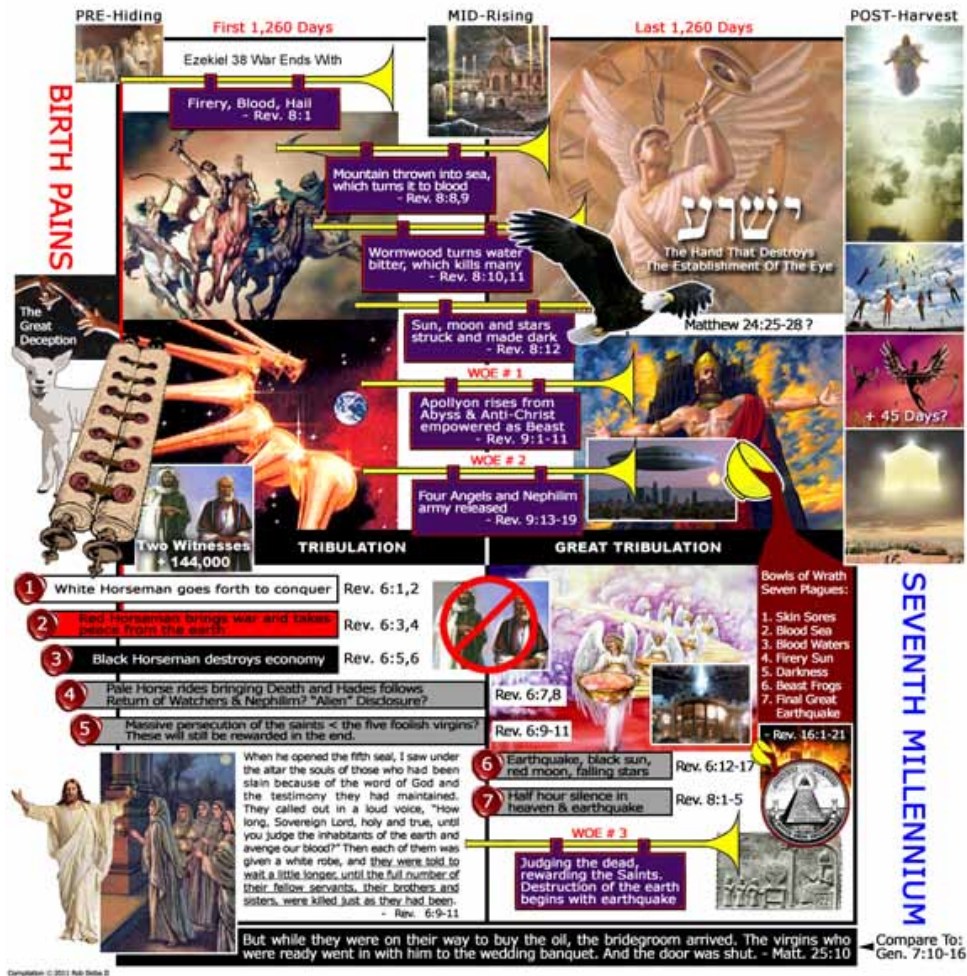 PRE-Hiding
MID-Rising
POST-Harvest
First 1,260 Days
Last 1,260 Days
BIRTH PAINS
Ezekiel 38 War Ends With
Firery, Blood, Hail
- Rev. 8:1
Mountain thrown into sea,
which turns it to blood
- Rev. 8:8,9
Wormwood turns water
bitter, which kills many
- Rev. 8:10,11
ישוע
The Hand That Destroys
The Establishment Of The Eye
Sun, moon and stars
struck and made dark
- Rev. 8:12
Matthew 24:25-28 ?
The
Great
Deception
WOE # 1
Apollyon rises from
Abyss & Anti-Christ
empowered as Beast
- Rev. 9:1-11
+ 45 Days?
WOE # 2
Four Angels and Nephilim
army released
- Rev. 9:13-19
Two Witnesses
+ 144,000
TRIBULATION
GREAT TRIBULATION
1 White Horseman goes forth to conquer Rev. 6:1,2
2 Red Horseman brings war and takes
peace from the earth Rev. 6:3,4
3 Black Horseman destroys economy Rev. 6:5,6
4 Pale Horse rides bringing Death and Hades follows
Return of Watchers & Nephilim? "Alien" Disclosure?
Rev. 6:7,8
5 Massive persecution of the saints < the five foolish virgins?
These will still be rewarded in the end.
Rev. 6:9-11
Bowls of Wrath
Seven Plagues:
1. Skin Sores
2. Blood Sea
3. Blood Waters
4. Firery Sun
5. Darkness
6. Beast Frogs
7. Final Great
Earthquake
- Rev. 16:1-21
SEVENTH MILLENNIUM
6 Earthquake, black sun,
red moon, falling stars
Rev. 6:12-17
7 Half hour silence in
heaven & earthquake
Rev. 8:1-5
When he opened the fifth seal, I saw under
the altar the souls of those who had been
slain because of the word of God and
the testimony they had maintained.
They called out in a loud voice, "How
long, Sovereign Lord, holy and true, until
you judge the inhabitants of the earth and
avenge our blood?" Then each of them was
given a white robe, and they were told to
wait a little longer, until the full number of
their fellow servants, their brothers and
sisters, were killed just as they had been.
- Rev. 6:9-11
WOE # 3
Judging the dead,
rewarding the Saints.
Destruction of the earth
begins with earthquake
But while they were on their way to buy the oil, the bridegroom arrived. The virgins who
were ready went in with him to the wedding banquet. And the door was shut. - Matt. 25:10
Compare To:
Gen. 7:10-16
Compilation © 2011 Rob